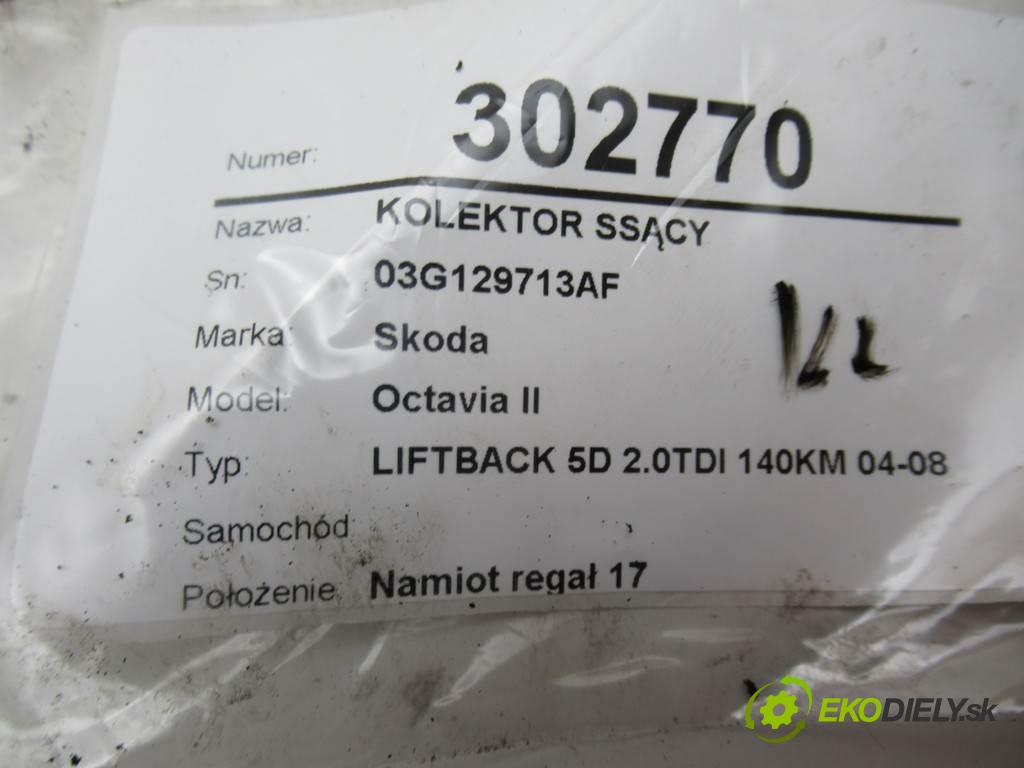 Numer: 302770
Nazwa: KOLEKTOR SSĄCY
Sn: 03G129713AF
Marka: Skoda
Model: Octavia II
Typ: LIFTBACK 5D 2.0TDI 140KM 04-08
Samochód
Położenie: Namiot regał 17
EKODIELY.sk